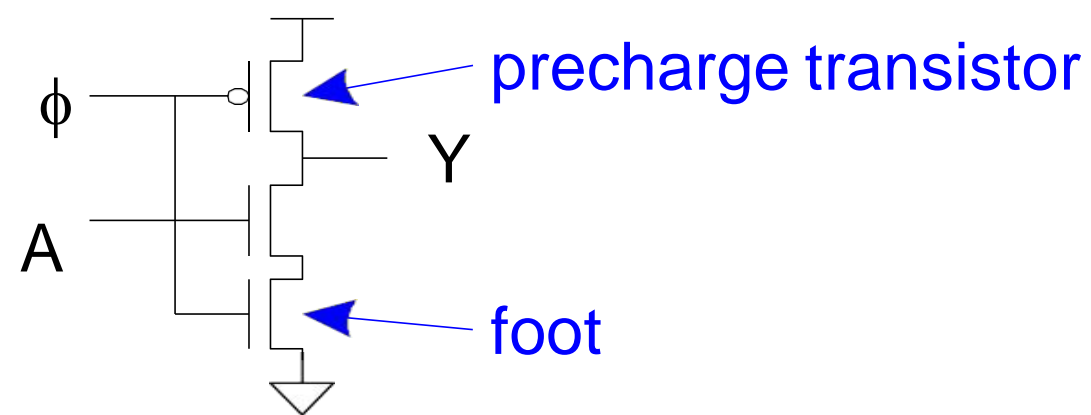 precharge transistor
ϕ
Y
A
foot